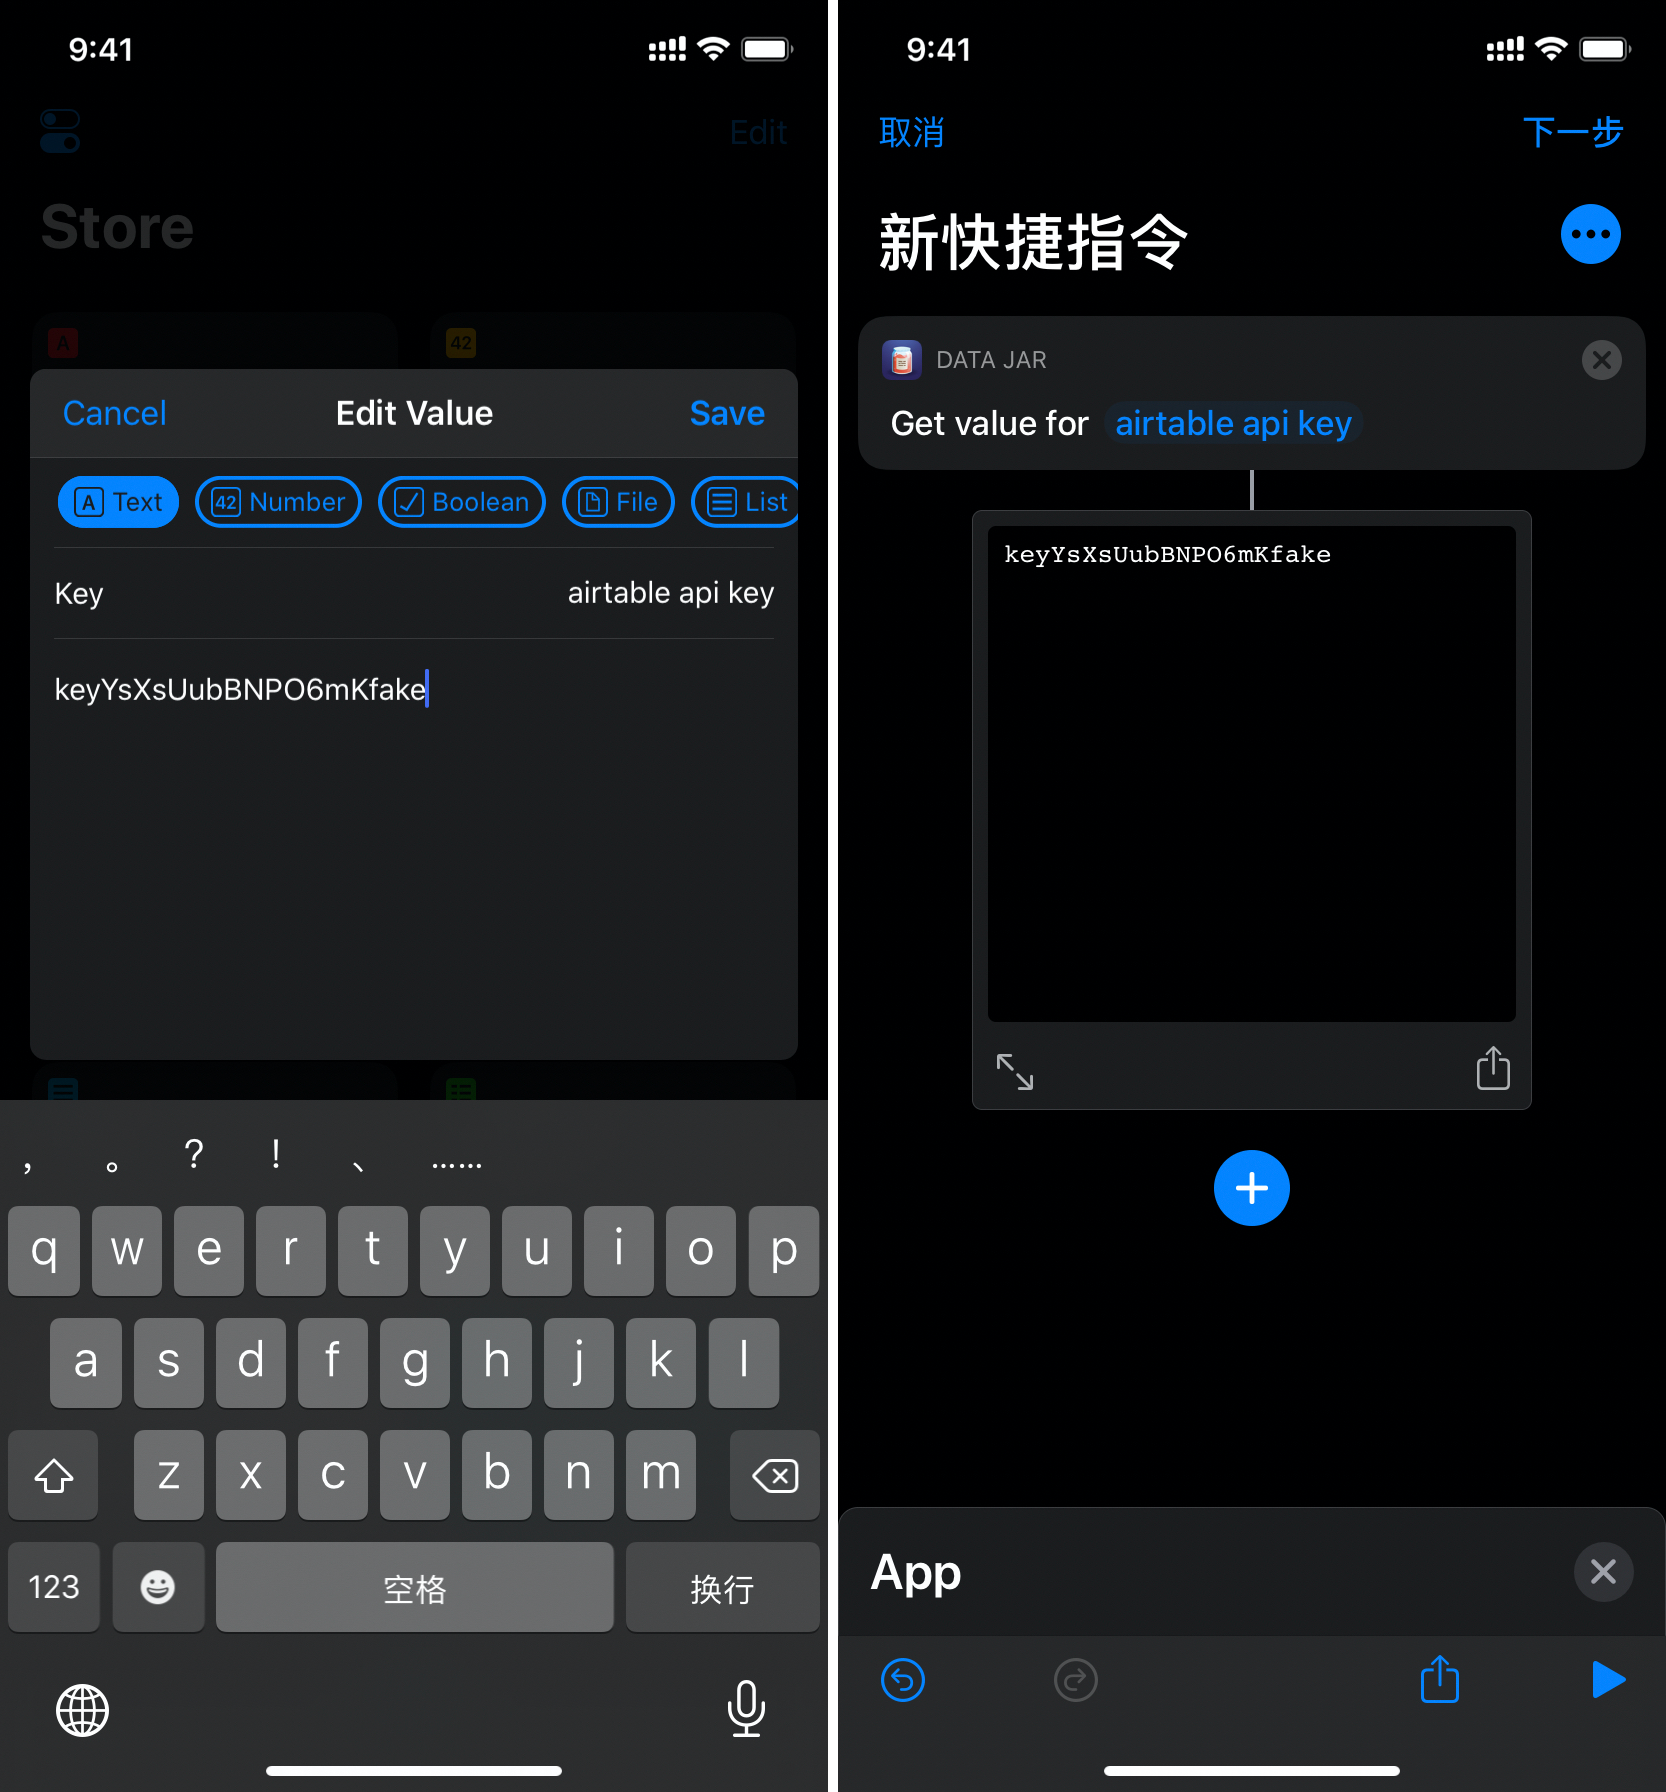 9:41
Edit
Store
A
42
Cancel
Edit Value
Save
A Text
42 Number
Boolean
File
List
Key
airtable api key
keyYsXsUubBNPO6mKfake
， 。 ？ ！ 、 ……
q w e r t y u i o p
a s d f g h j k l
z x c v b n m
123
空格
换行
9:41
取消
下一步
新快捷指令
DATA JAR
Get value for airtable api key
keyYsXsUubBNPO6mKfake
App